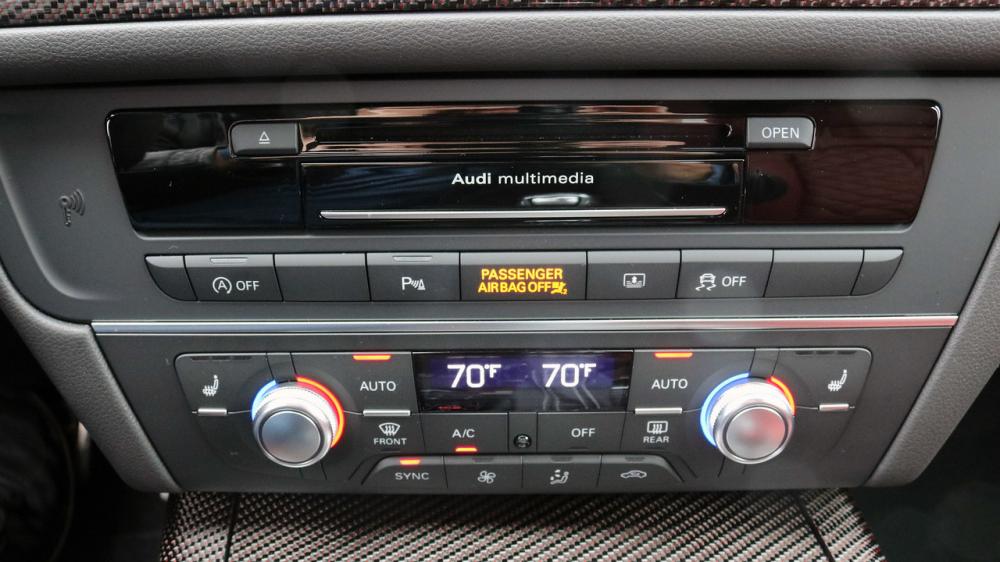 OPEN
Audi multimedia
OFF
P
PASSENGER
AIR BAG OFF
OFF
AUTO
70°F
70°F
AUTO
FRONT
A/C
OFF
REAR
SYNC